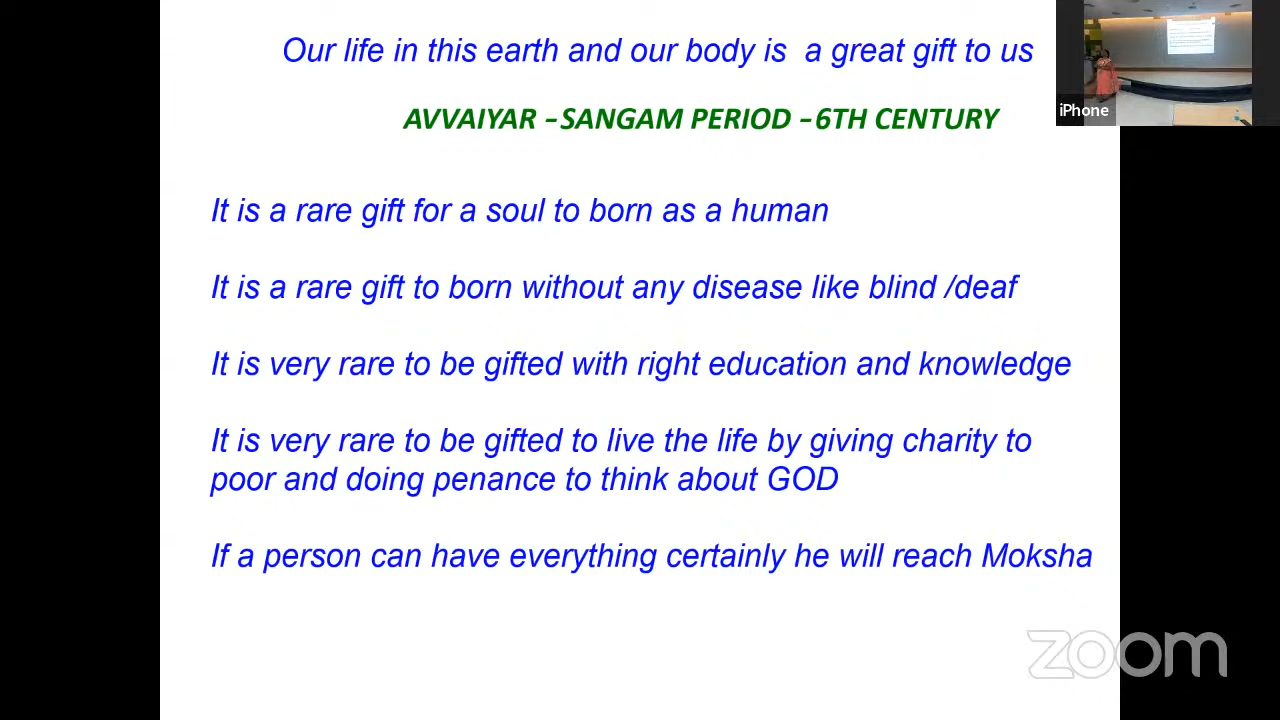 Our life in this earth and our body is a great gift to us
AVVAIYAR – SANGAM PERIOD – 6TH CENTURY
It is a rare gift for a soul to born as a human
It is a rare gift to born without any disease like blind /deaf
It is very rare to be gifted with right education and knowledge
It is very rare to be gifted to live the life by giving charity to
poor and doing penance to think about GOD
If a person can have everything certainly he will reach Moksha
iPhone
zoom